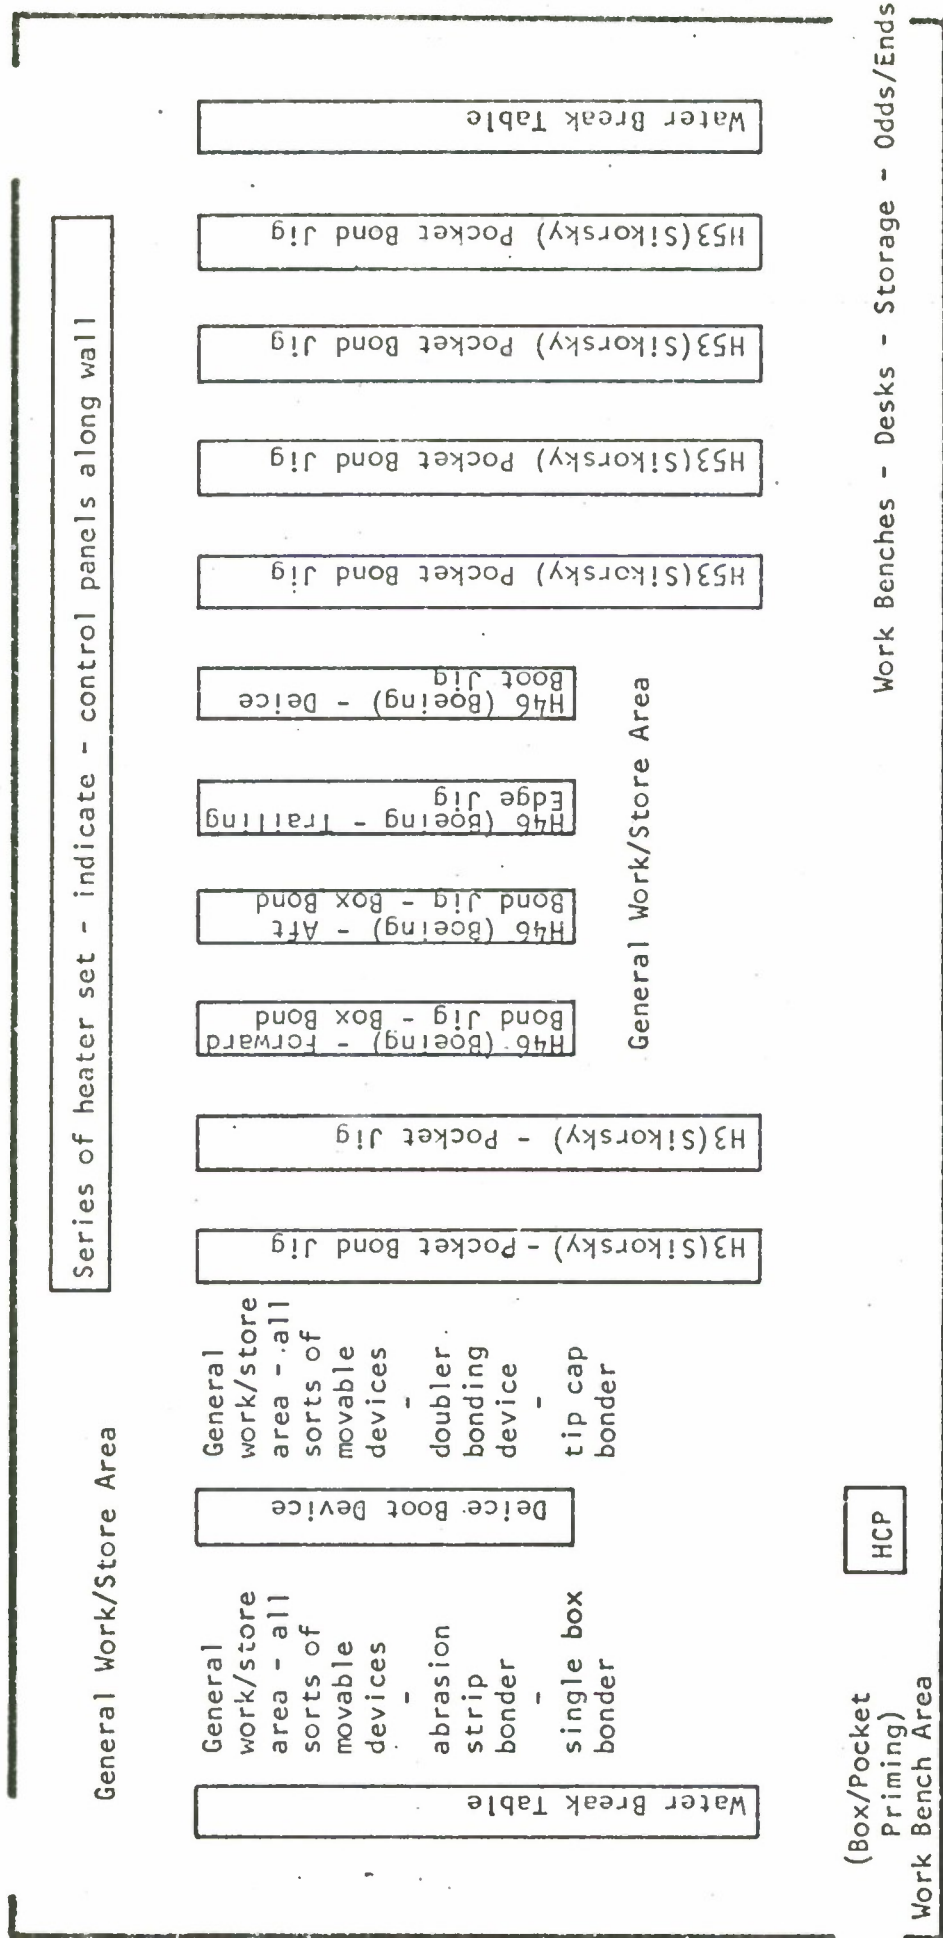 General Work/Store Area
Series of heater set - indicate - control panels along wall
Water Break Table
General
work/store
area - all
sorts of
movable
devices
-
abrasion
strip
bonder
-
single box
bonder
Deice Boot Device
General
work/store
area - all
sorts of
movable
devices
-
doubler
bonding
device
-
tip cap
bonder
H3(Sikorsky) - Pocket Bond Jig
H3(Sikorsky) - Pocket Jig
H46 (Boeing) - Forward
Bond Jig - Box Bond
H46 (Boeing) - Aft
Bond Jig - Box Bond
H46 (Boeing) - Trailing
Edge Jig
H46 (Boeing) - Deice
Boot Jig
H53(Sikorsky) Pocket Bond Jig
H53(Sikorsky) Pocket Bond Jig
H53(Sikorsky) Pocket Bond Jig
H53(Sikorsky) Pocket Bond Jig
Water Break Table
General Work/Store Area
(Box/Pocket
Priming)
Work Bench Area
HCP
Work Benches - Desks - Storage - Odds/Ends